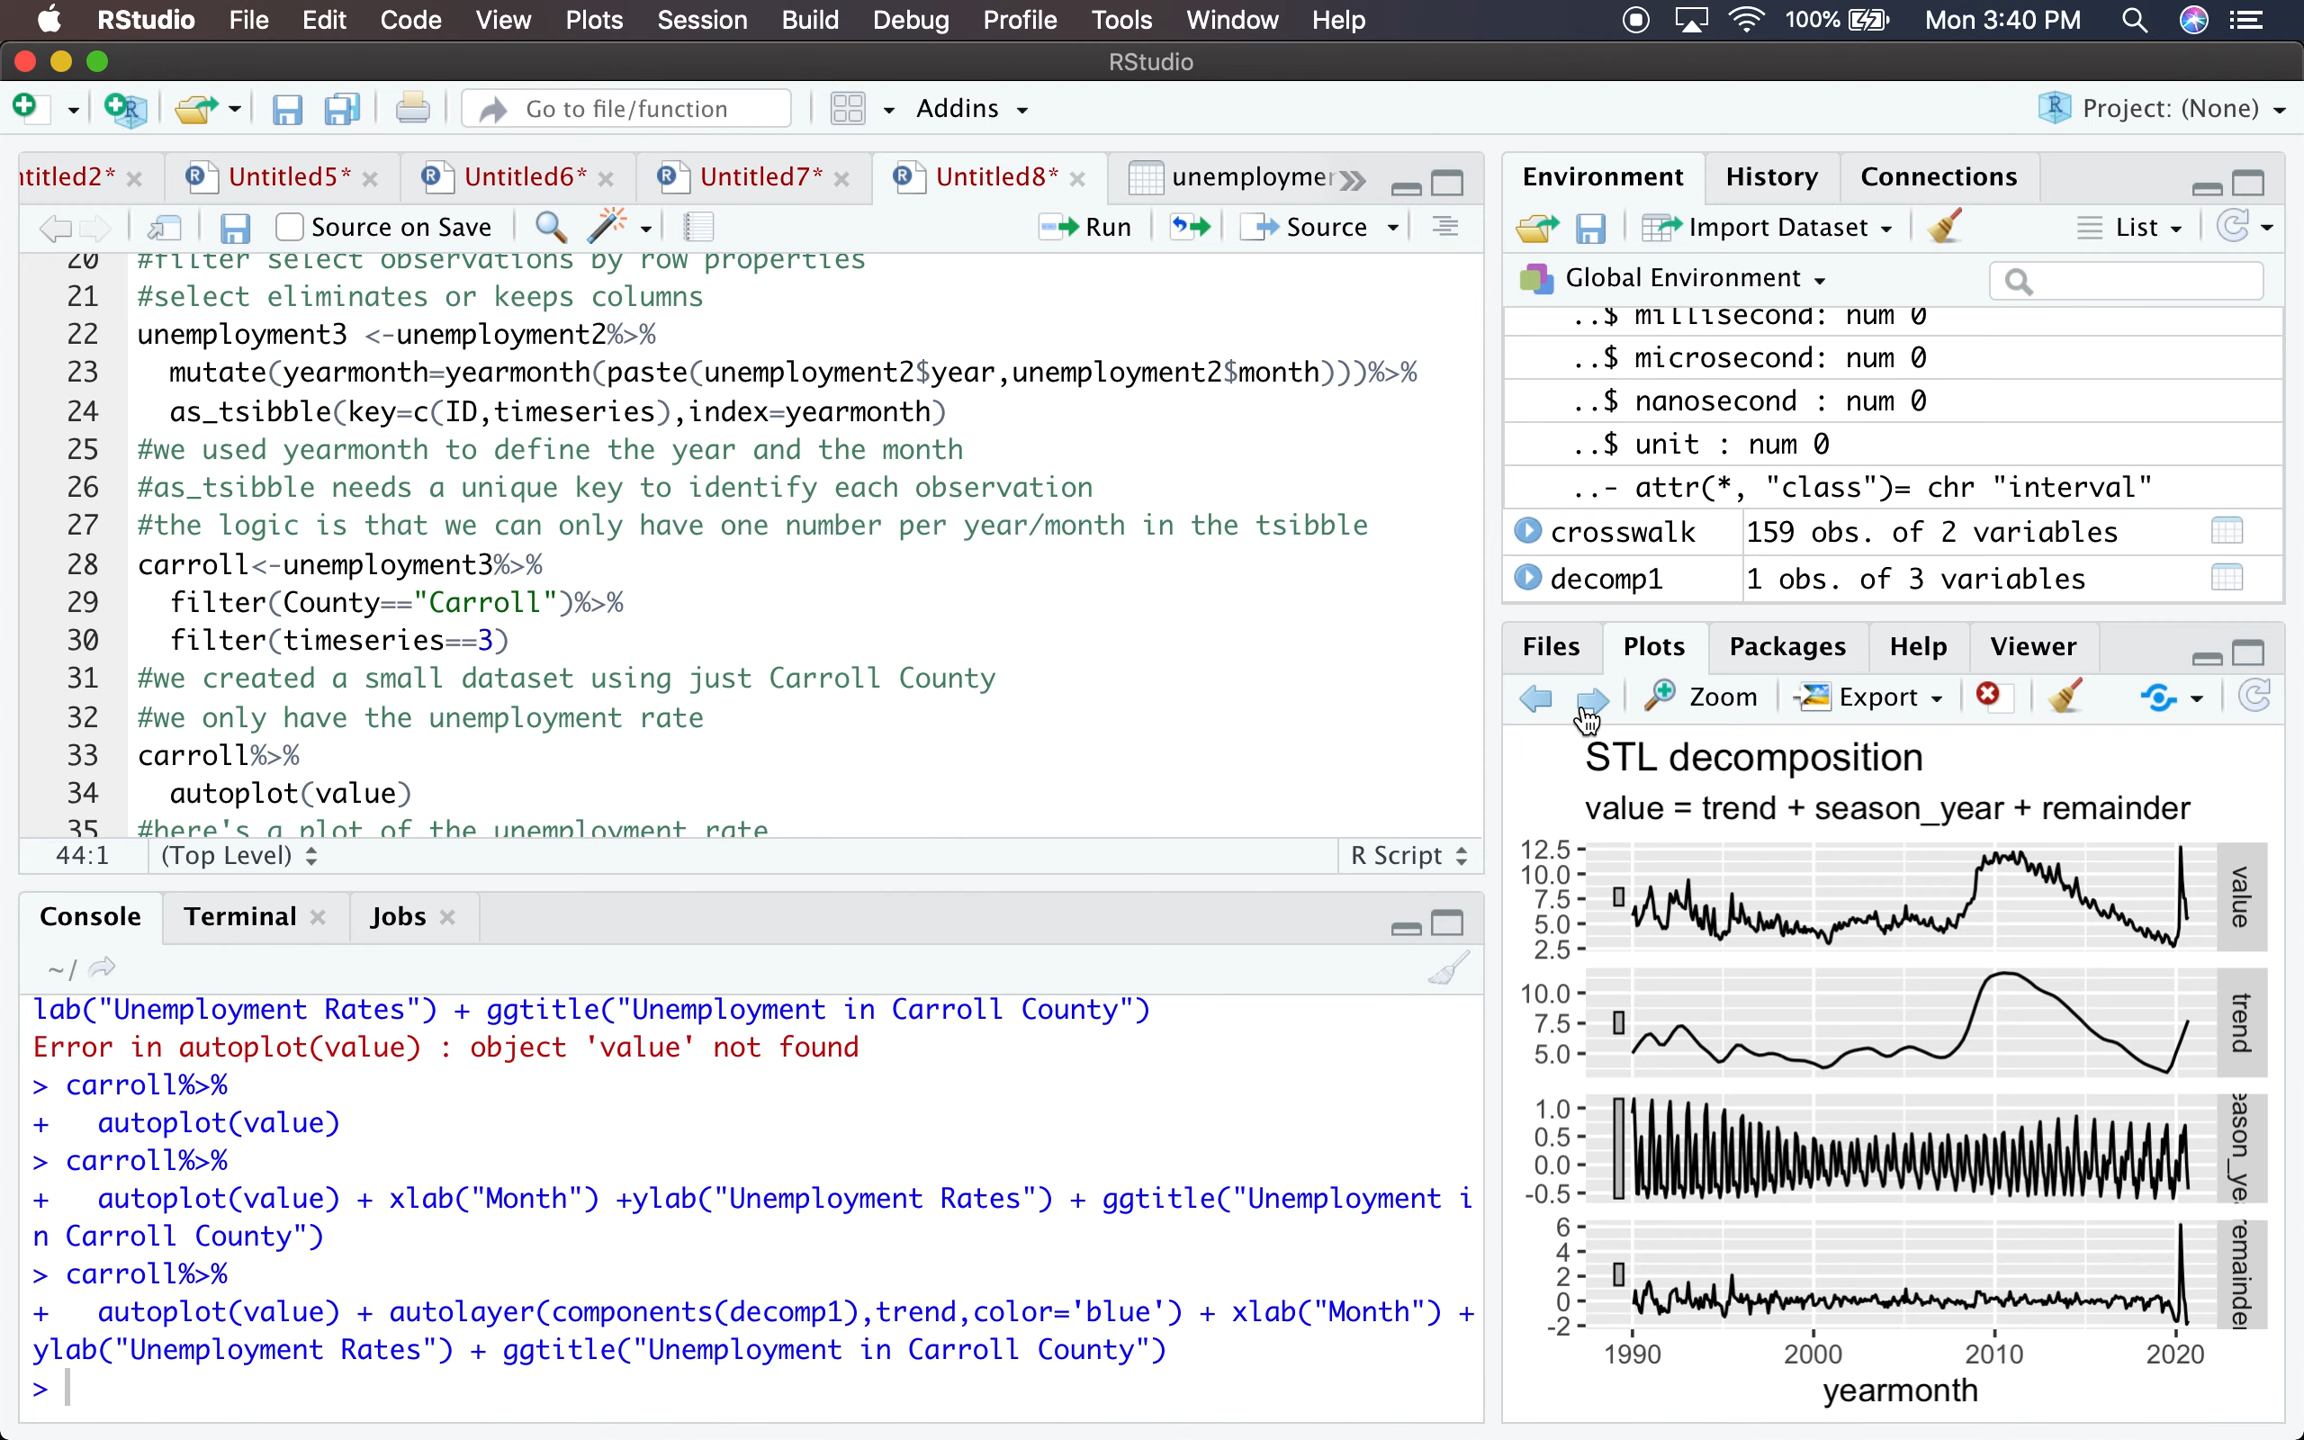 RStudio File Edit Code View Plots Session Build Debug Profile Tools Window Help 100% Mon 3:40 PM
RStudio
Go to file/function Addins Project: (None)
ntitled2* Untitled5* Untitled6* Untitled7* Untitled8* unemploymer
Source on Save Run Source
20 #filter select observations by row properties
21 #select eliminates or keeps columns
22 unemployment3 <-unemployment2%>%
23 mutate(yearmonth=yearmonth(paste(unemployment2$year,unemployment2$month)))%>%
24 as_tsibble(key=c(ID,timeseries),index=yearmonth)
25 #we used yearmonth to define the year and the month
26 #as_tsibble needs a unique key to identify each observation
27 #the logic is that we can only have one number per year/month in the tsibble
28 carroll<-unemployment3%>%
29 filter(County=="Carroll")%>%
30 filter(timeseries==3)
31 #we created a small dataset using just Carroll County
32 #we only have the unemployment rate
33 carroll%>%
34 autoplot(value)
35 #here's a plot of the unemployment rate
44:1 (Top Level) R Script
Console Terminal Jobs
~/
lab("Unemployment Rates") + ggtitle("Unemployment in Carroll County")
Error in autoplot(value) : object 'value' not found
> carroll%>%
+ autoplot(value)
> carroll%>%
+ autoplot(value) + xlab("Month") +ylab("Unemployment Rates") + ggtitle("Unemployment i
n Carroll County")
> carroll%>%
+ autoplot(value) + autolayer(components(decomp1),trend,color='blue') + xlab("Month") +
ylab("Unemployment Rates") + ggtitle("Unemployment in Carroll County")
>
Environment History Connections
Import Dataset List
Global Environment
..$ millisecond: num 0
..$ microsecond: num 0
..$ nanosecond : num 0
..$ unit : num 0
..- attr(*, "class")= chr "interval"
crosswalk 159 obs. of 2 variables
decomp1 1 obs. of 3 variables
Files Plots Packages Help Viewer
Zoom Export
STL decomposition
value = trend + season_year + remainder
12.5
10.0
7.5
5.0
2.5
value
10.0
7.5
5.0
trend
1.0
0.5
0.0
-0.5
eason_ye
6
4
2
0
-2
emainder
1990 2000 2010 2020
yearmonth